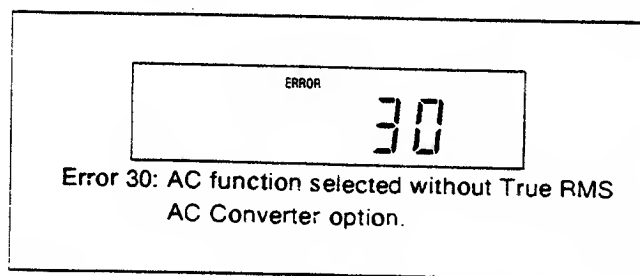 ERROR
30
Error 30: AC function selected without True RMS
AC Converter option.